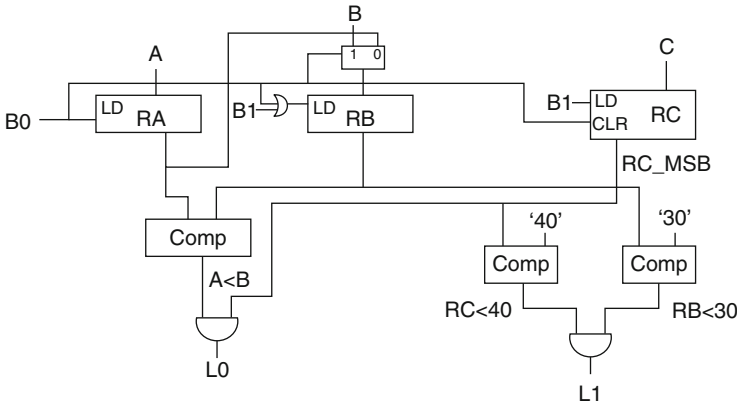 B
A
1 0
C
B0
LD RA
B1
LD RB
B1
LD RC
CLR
RC_MSB
Comp
'40'
'30'
A<B
Comp
Comp
RC<40
RB<30
L0
L1